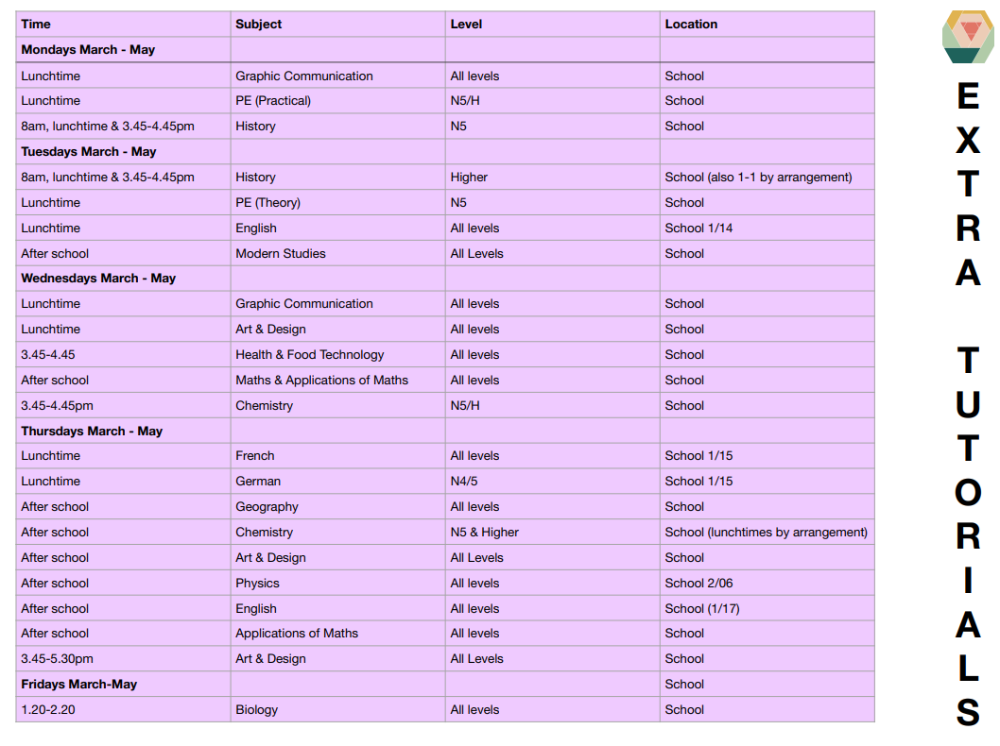 Time Subject Level Location
Mondays March - May
Lunchtime Graphic Communication All levels School
Lunchtime PE (Practical) N5/H School
8am, lunchtime & 3.45-4.45pm History N5 School
Tuesdays March - May
8am, lunchtime & 3.45-4.45pm History Higher School (also 1-1 by arrangement)
Lunchtime PE (Theory) N5 School
Lunchtime English All levels School 1/14
After school Modern Studies All Levels School
Wednesdays March - May
Lunchtime Graphic Communication All levels School
Lunchtime Art & Design All levels School
3.45-4.45 Health & Food Technology All levels School
After school Maths & Applications of Maths All levels School
3.45-4.45pm Chemistry N5/H School
Thursdays March - May
Lunchtime French All levels School 1/15
Lunchtime German N4/5 School 1/15
After school Geography All levels School
After school Chemistry N5 & Higher School (lunchtimes by arrangement)
After school Art & Design All Levels School
After school Physics All levels School 2/06
After school English All levels School (1/17)
After school Applications of Maths All levels School
3.45-5.30pm Art & Design All Levels School
Fridays March-May School
1.20-2.20 Biology All levels School
EXTRA TUTORIALS